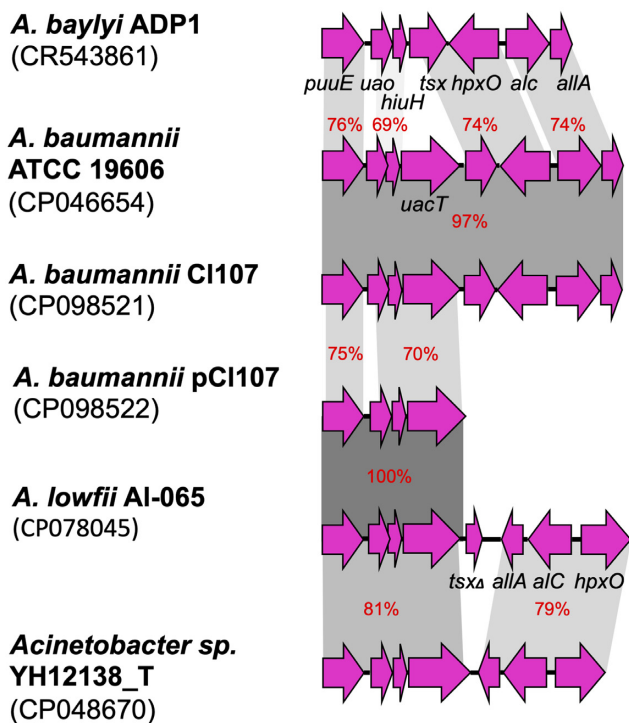 A. baylyi ADP1
(CR543861)
puuE uao hiuH tsx hpxO alc allA
76% 69% 74% 74%
A. baumannii
ATCC 19606
(CP046654)
uacT
97%
A. baumannii CI107
(CP098521)
75% 70%
A. baumannii pCI107
(CP098522)
100%
A. lowfii AI-065
(CP078045)
tsxΔ allA alC hpxO
81% 79%
Acinetobacter sp.
YH12138_T
(CP048670)